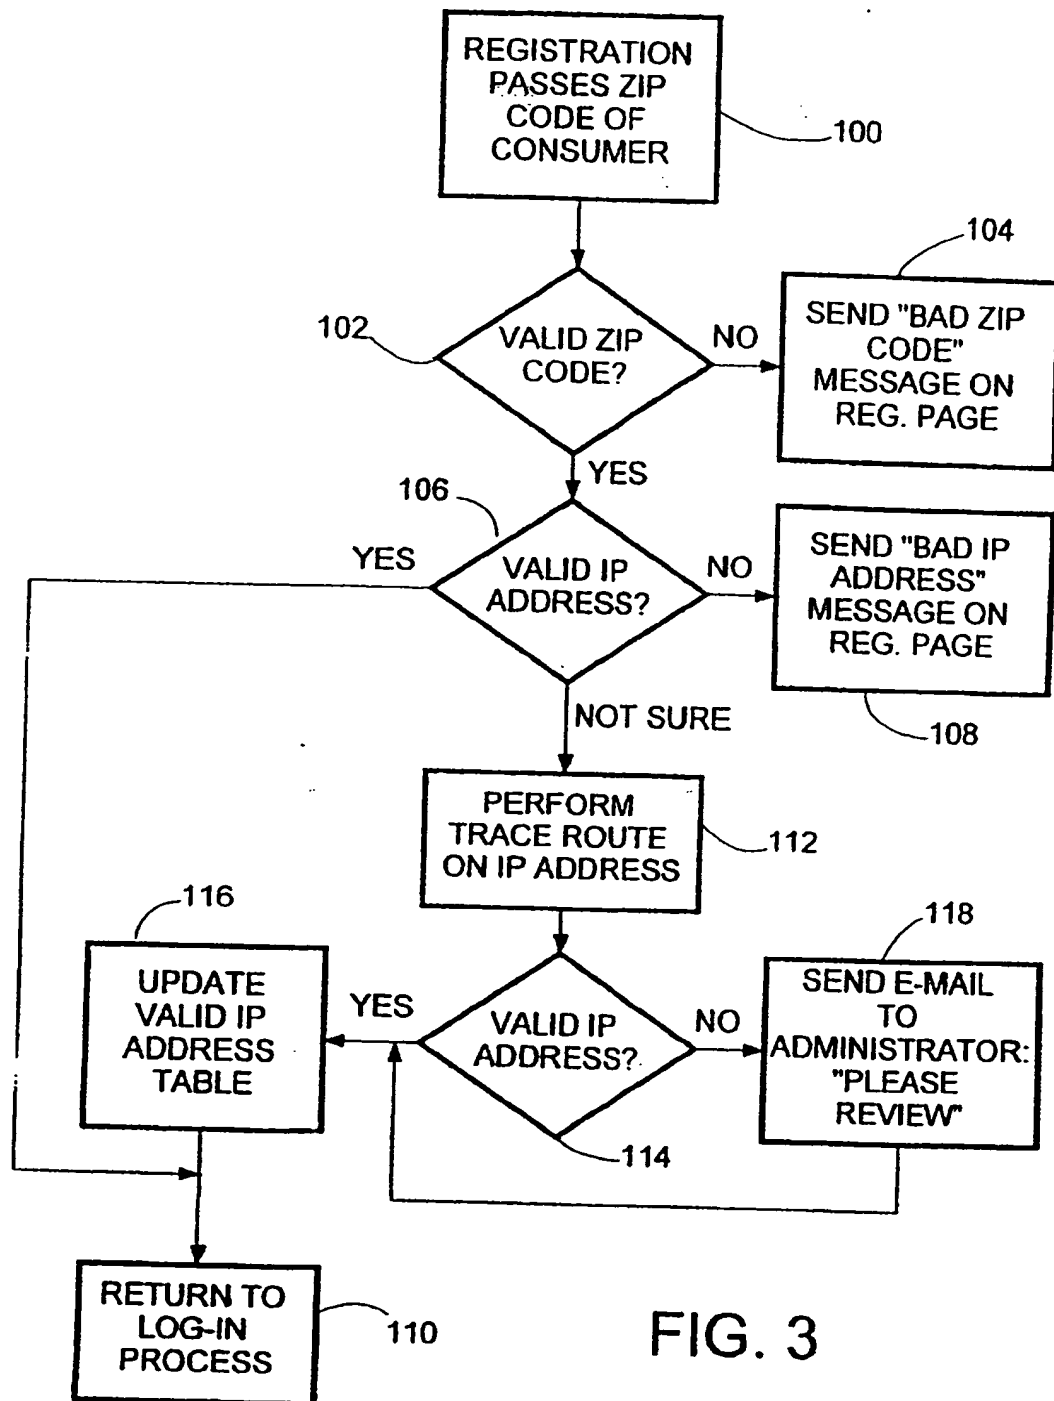 REGISTRATION
PASSES ZIP
CODE OF
CONSUMER
100
104
102
VALID ZIP
CODE?
NO
SEND "BAD ZIP
CODE"
MESSAGE ON
REG. PAGE
YES
106
YES
VALID IP
ADDRESS?
NO
SEND "BAD IP
ADDRESS"
MESSAGE ON
REG. PAGE
108
NOT SURE
PERFORM
TRACE ROUTE
ON IP ADDRESS
112
116
118
UPDATE
VALID IP
ADDRESS
TABLE
YES
VALID IP
ADDRESS?
NO
SEND E-MAIL
TO
ADMINISTRATOR:
"PLEASE
REVIEW"
114
RETURN TO
LOG-IN
PROCESS
110
FIG. 3